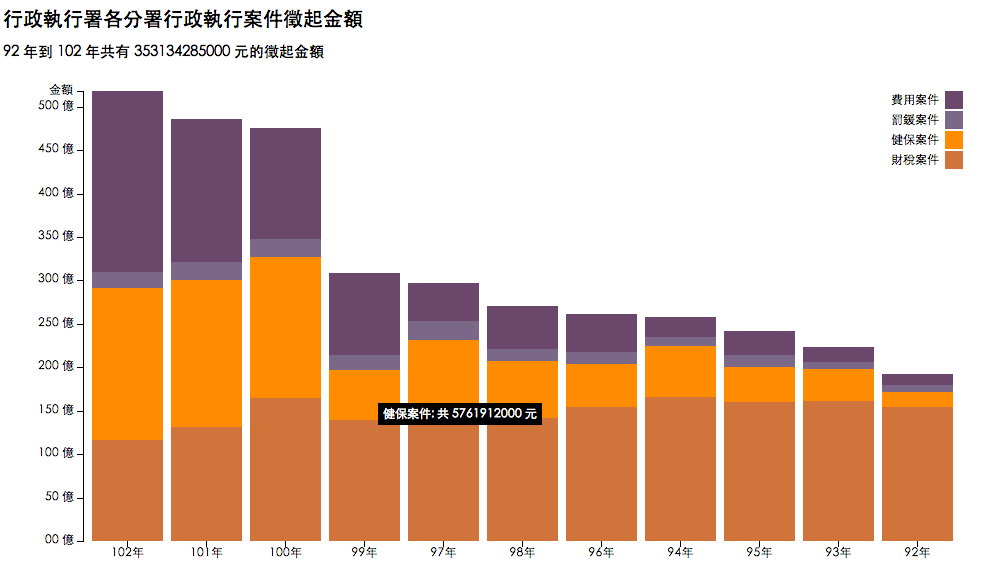 行政執行署各分署行政執行案件徵起金額
92 年到 102 年共有 353134285000 元的徵起金額
金額
500 億
450 億
400 億
350 億
300 億
250 億
200 億
150 億
100 億
50 億
00 億
費用案件
罰鍰案件
健保案件
財稅案件
健保案件: 共 5761912000 元
102年
101年
100年
99年
97年
98年
96年
94年
95年
93年
92年